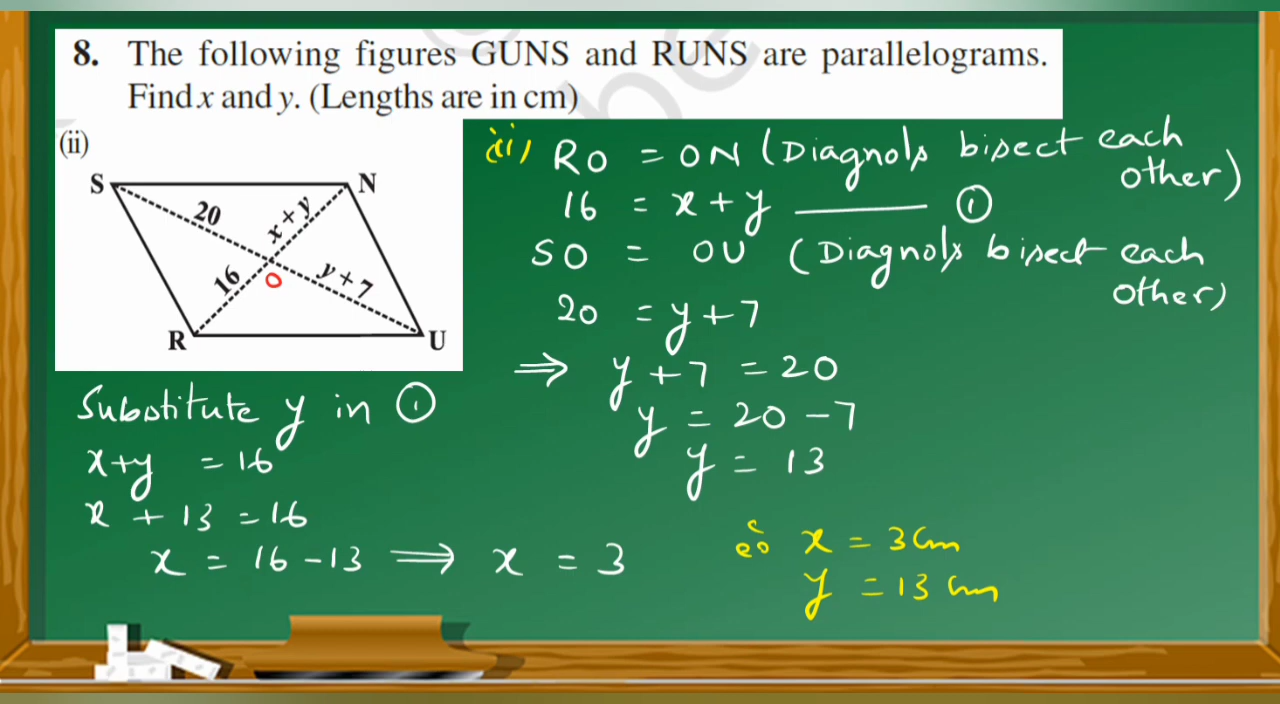 8. The following figures GUNS and RUNS are parallelograms.
Find x and y. (Lengths are in cm)
(ii)
S
N
20
x + y
16
O
y + 7
R
U
ii) RO = ON (Diagnols bisect each other)
16 = x + y ——— ①
SO = OU (Diagnols bisect each other)
20 = y + 7
⇒ y + 7 = 20
y = 20 - 7
y = 13
Substitute y in ①
x+y = 16
x + 13 = 16
x = 16 - 13 ⟹ x = 3
x = 3 cm
y = 13 cm